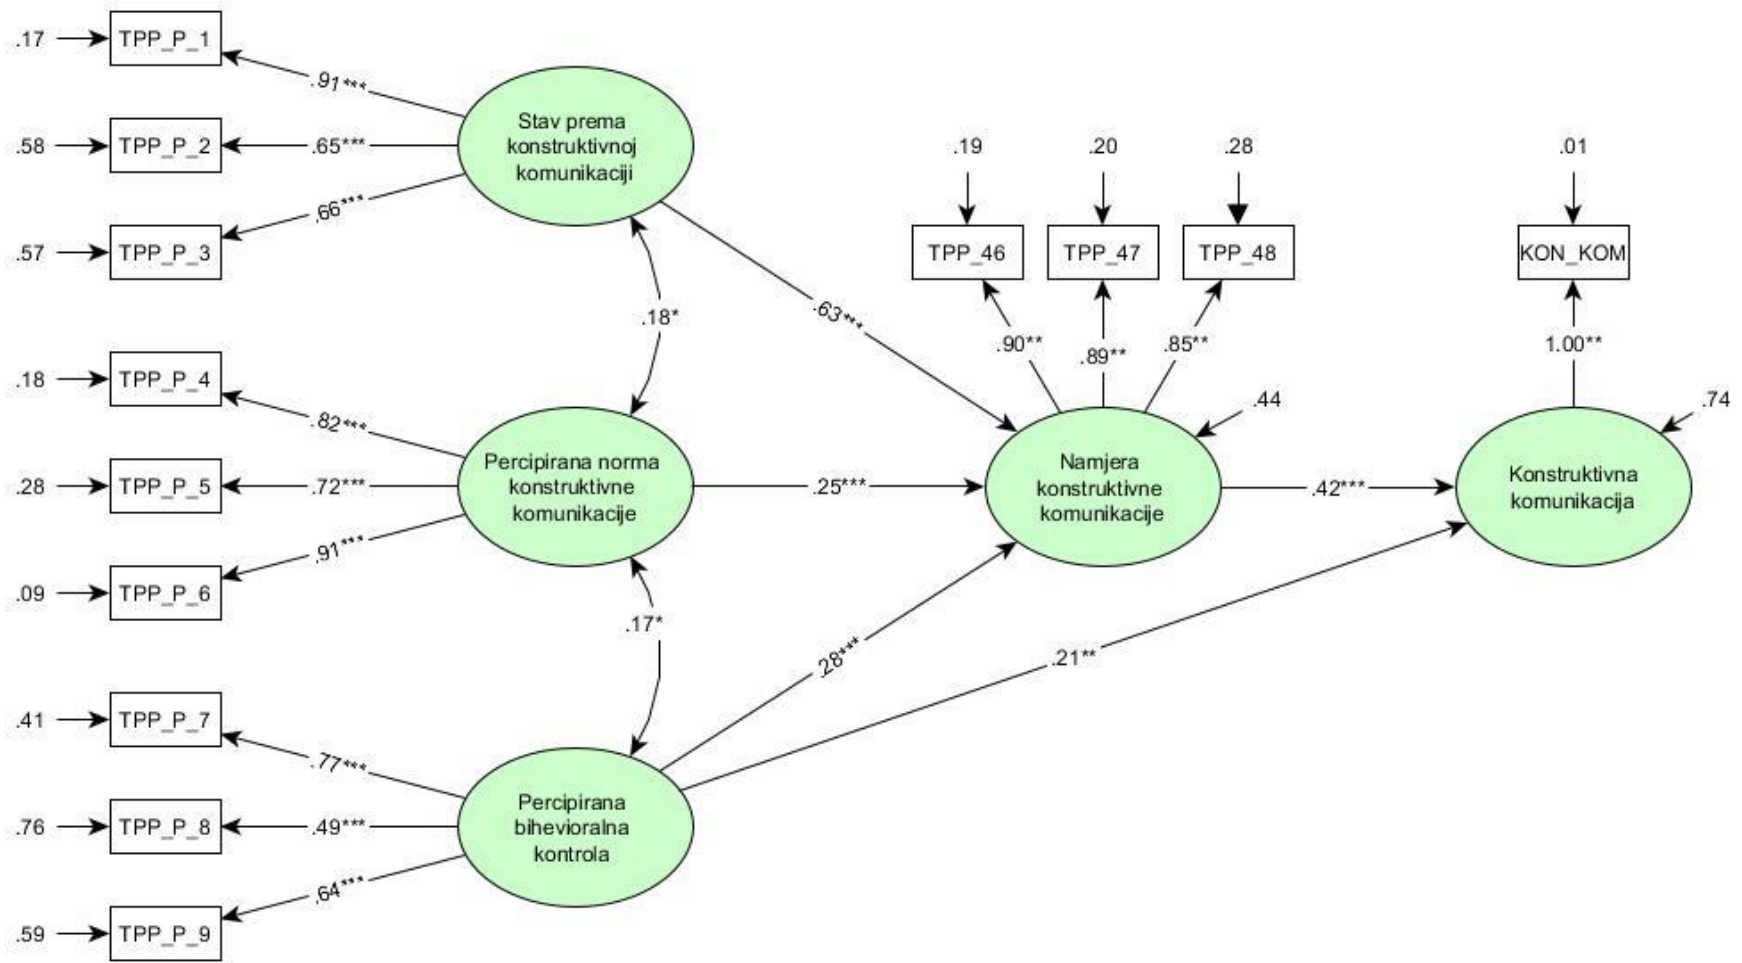 .17
TPP_P_1
.91***
.58
TPP_P_2
.65***
.57
TPP_P_3
.66***
Stav prema
konstruktivnoj
komunikaciji
.18*
.63***
.18
TPP_P_4
.82***
.28
TPP_P_5
.72***
.09
TPP_P_6
.91***
Percipirana norma
konstruktivne
komunikacije
.25***
.17*
.41
TPP_P_7
.77***
.76
TPP_P_8
.49***
.59
TPP_P_9
.64***
Percipirana
bihevioralna
kontrola
.28***
.21**
.19
.20
.28
TPP_46
TPP_47
TPP_48
.90**
.89**
.85**
.44
Namjera
konstruktivne
komunikacije
.42***
.01
KON_KOM
1.00**
.74
Konstruktivna
komunikacija